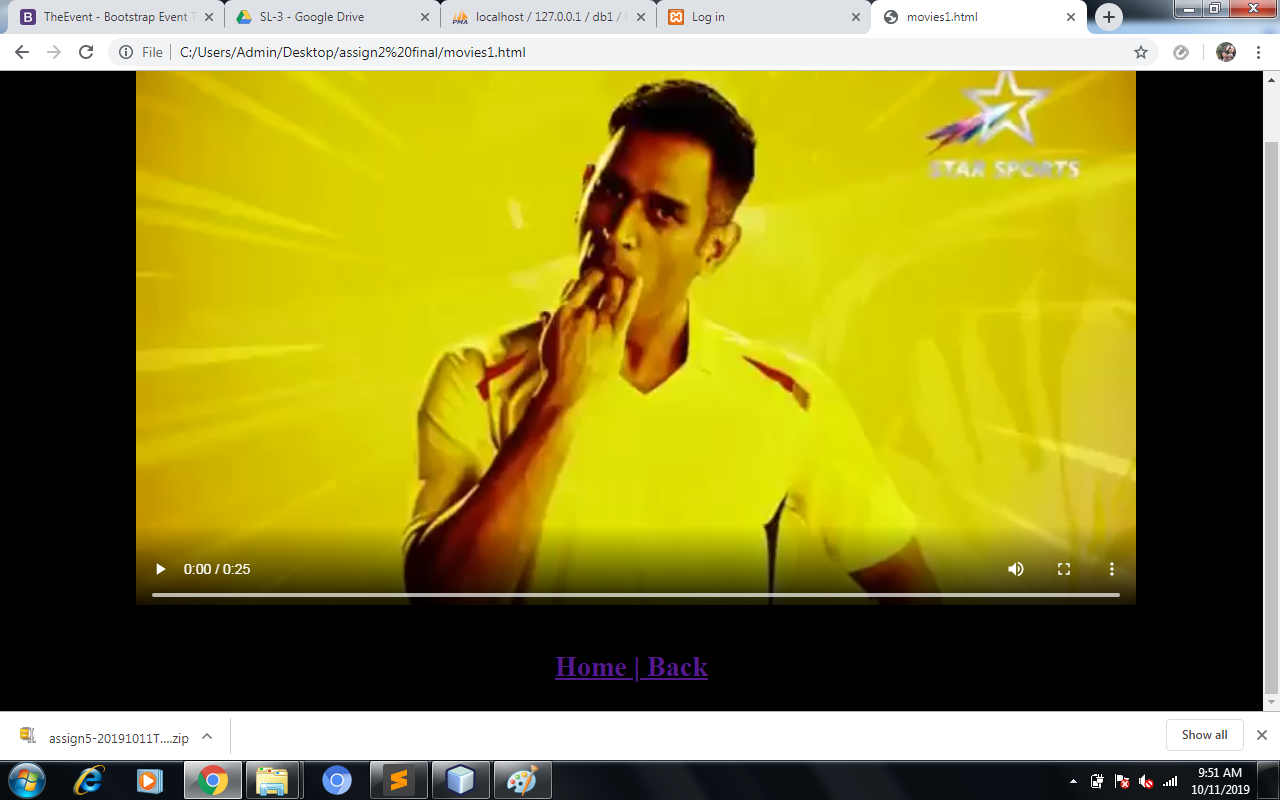 TheEvent - Bootstrap Event T
SL-3 - Google Drive
localhost / 127.0.0.1 / db1 /
Log in
movies1.html
File | C:/Users/Admin/Desktop/assign2%20final/movies1.html
STAR SPORTS
0:00 / 0:25
Home | Back
assign5-20191011T....zip
Show all
9:51 AM
10/11/2019